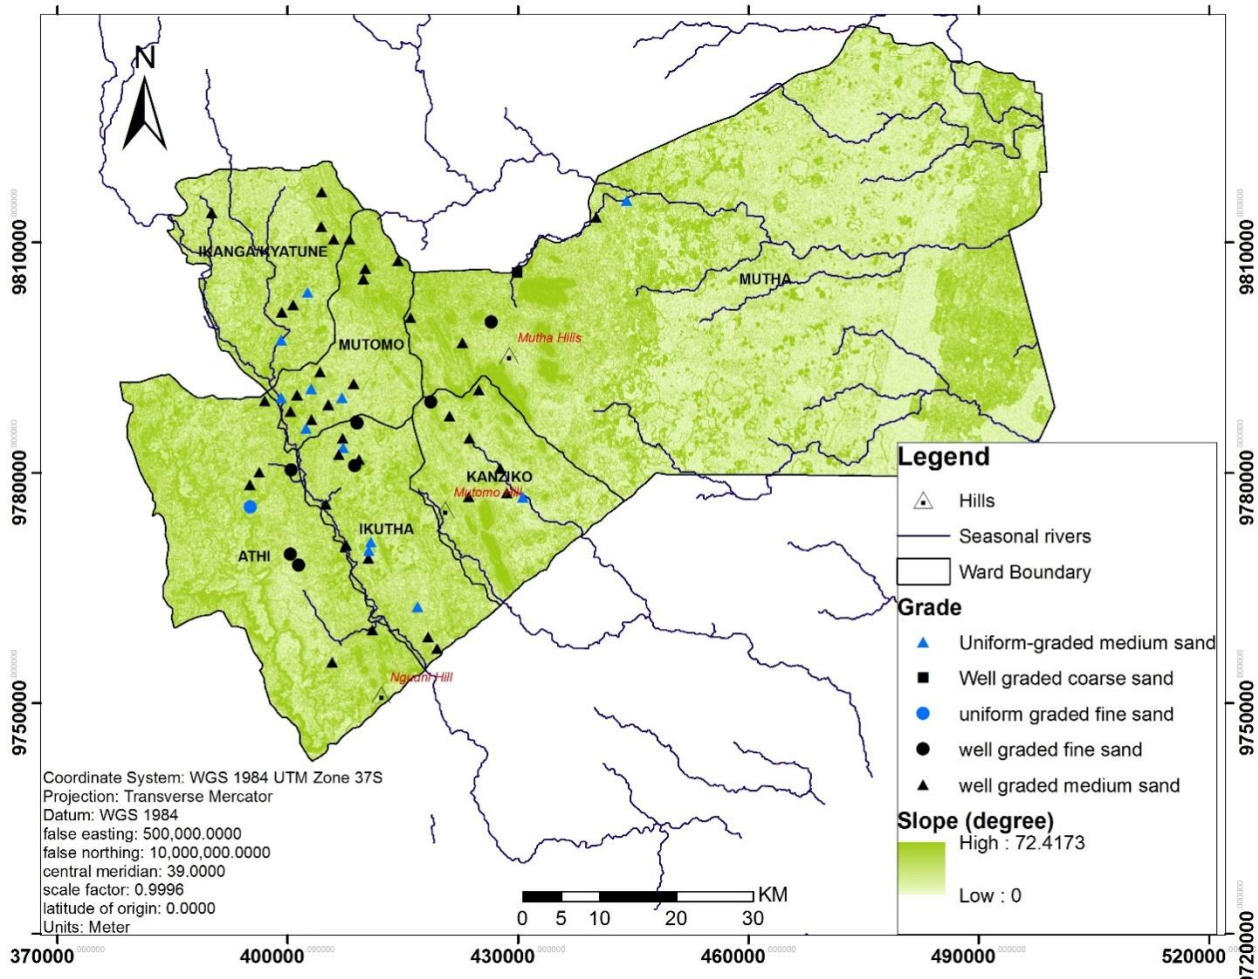 N
IKANGA/KYATUNE
MUTOMO
MUTHA
Mutha Hills
KANZIKO
Mutomo Hill
IKUTHA
ATHI
Nguuni Hill
9810000
9780000
9750000
9810000
9780000
9750000
9720000
Legend
Hills
Seasonal rivers
Ward Boundary
Grade
Uniform-graded medium sand
Well graded coarse sand
uniform graded fine sand
well graded fine sand
well graded medium sand
Slope (degree)
High : 72.4173
Low : 0
Coordinate System: WGS 1984 UTM Zone 37S
Projection: Transverse Mercator
Datum: WGS 1984
false easting: 500,000.0000
false northing: 10,000,000.0000
central meridian: 39.0000
scale factor: 0.9996
latitude of origin: 0.0000
Units: Meter
KM
0 5 10 20 30
370000 400000 430000 460000 490000 520000